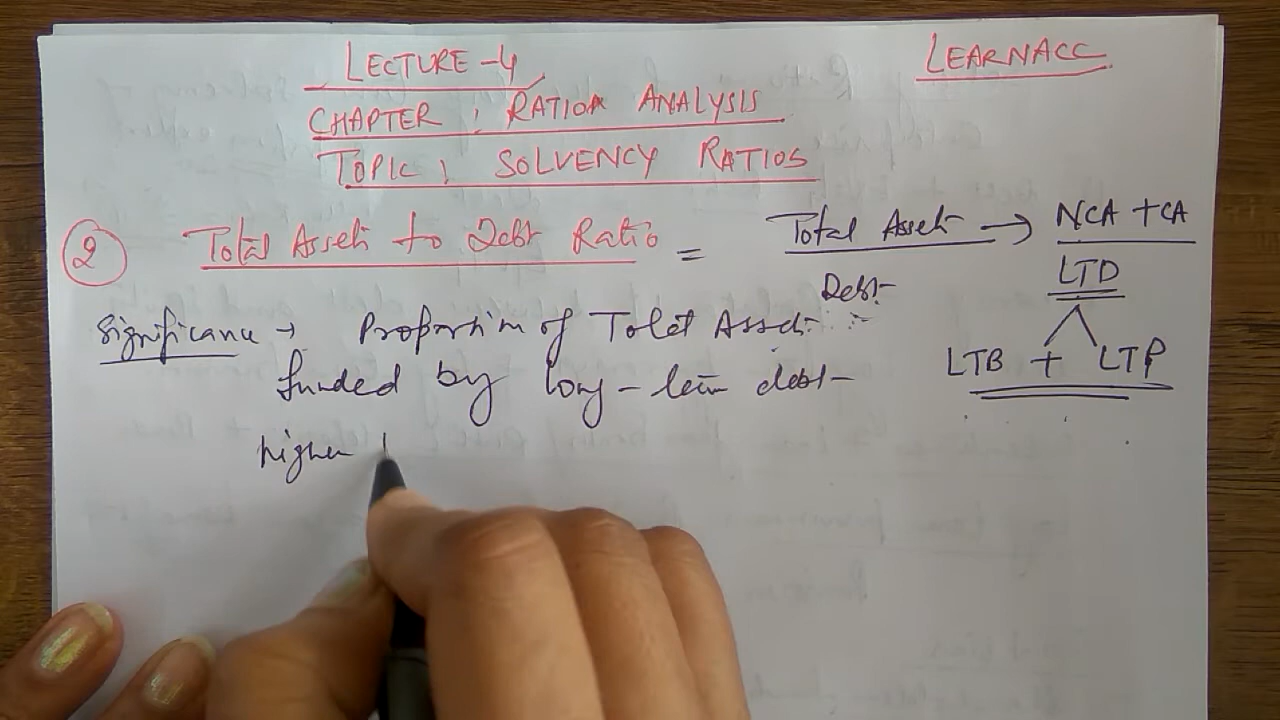 LECTURE-4
LEARNACC
CHAPTER : RATIO ANALYSIS
TOPIC : SOLVENCY RATIOS
2 Total Assets to Debt Ratio = Total Assets → NCA + CA
Debt
LTD
LTB + LTP
Significance → Proportion of Total Assets
funded by long-term debt
higher